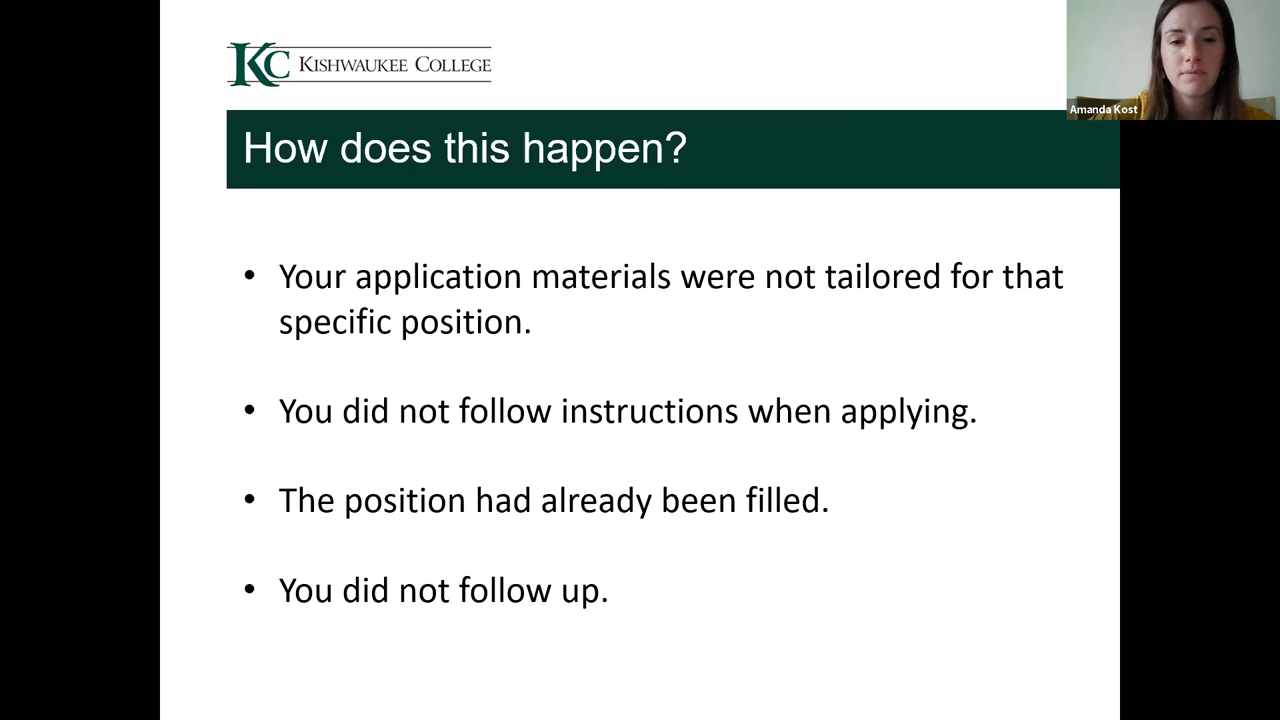 KC KISHWAUKEE COLLEGE
Amanda Kost
How does this happen?
• Your application materials were not tailored for that
specific position.
• You did not follow instructions when applying.
• The position had already been filled.
• You did not follow up.